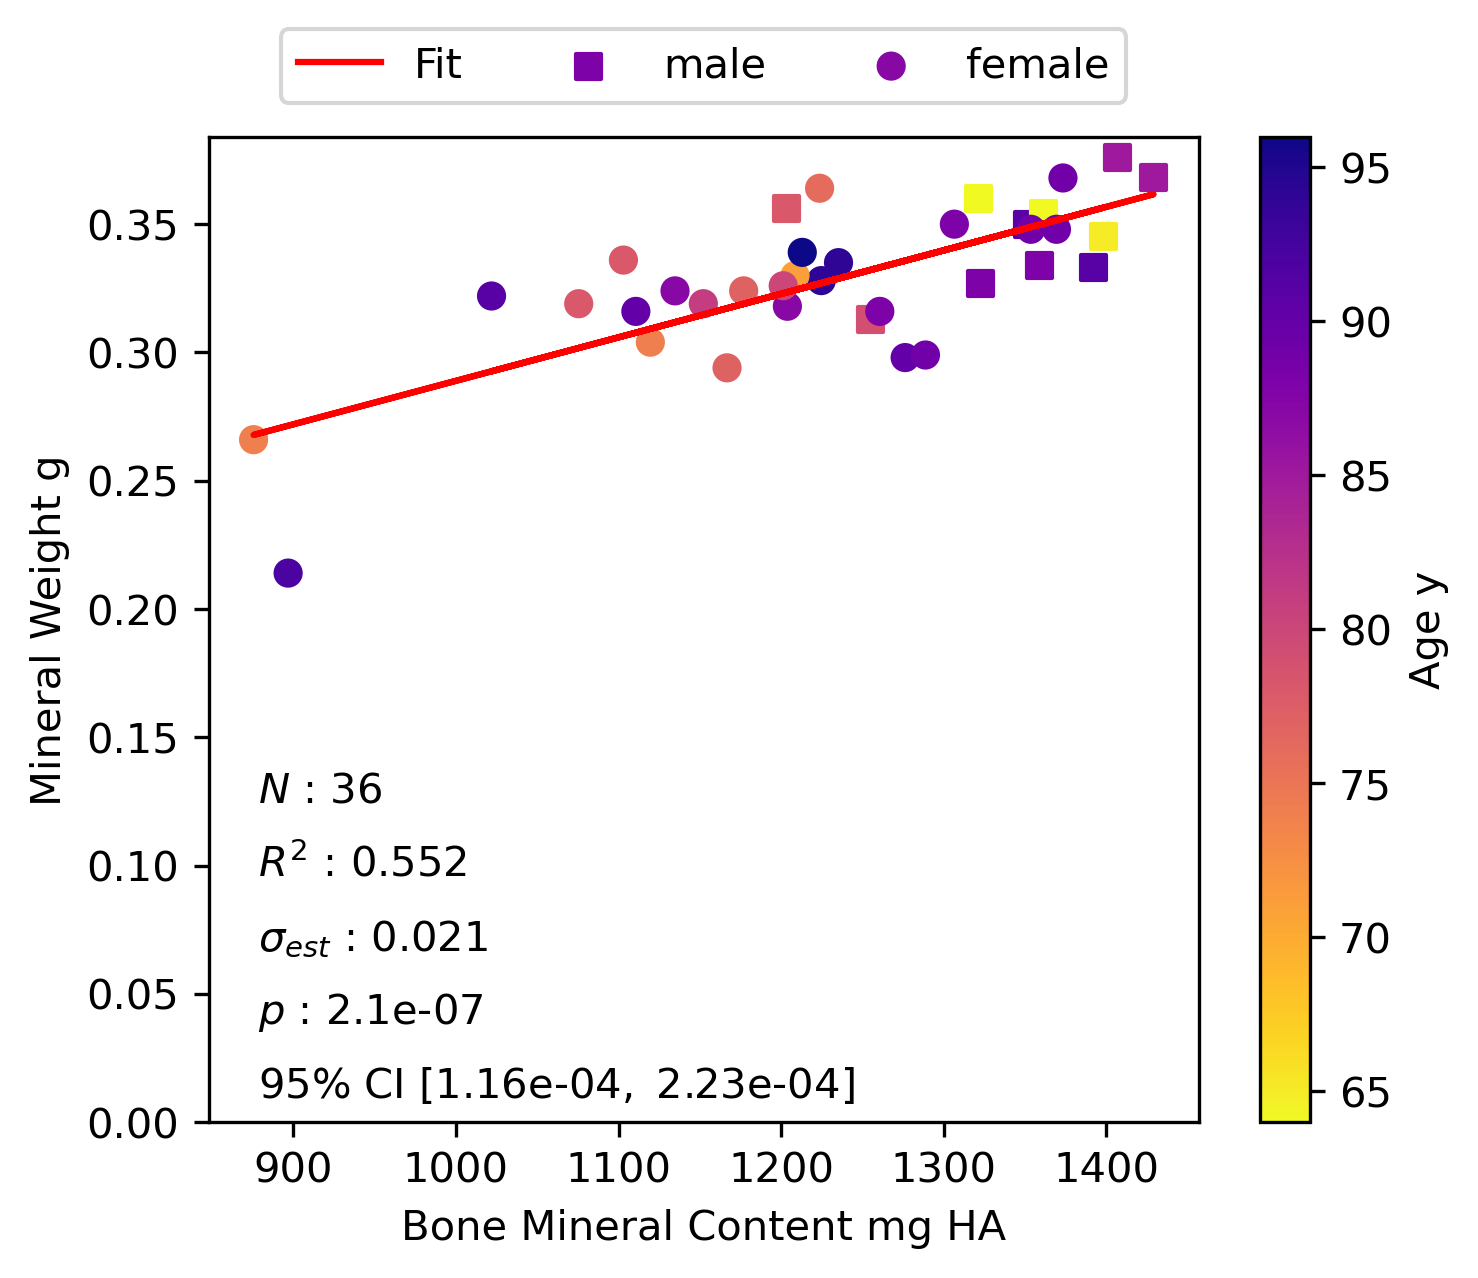 Fit male female
0.35
0.30
0.25
0.20
0.15
0.10
0.05
0.00
Mineral Weight g
N : 36
R² : 0.552
σ_est : 0.021
p : 2.1e-07
95% CI [1.16e-04, 2.23e-04]
900 1000 1100 1200 1300 1400
Bone Mineral Content mg HA
95
90
85
80
75
70
65
Age y